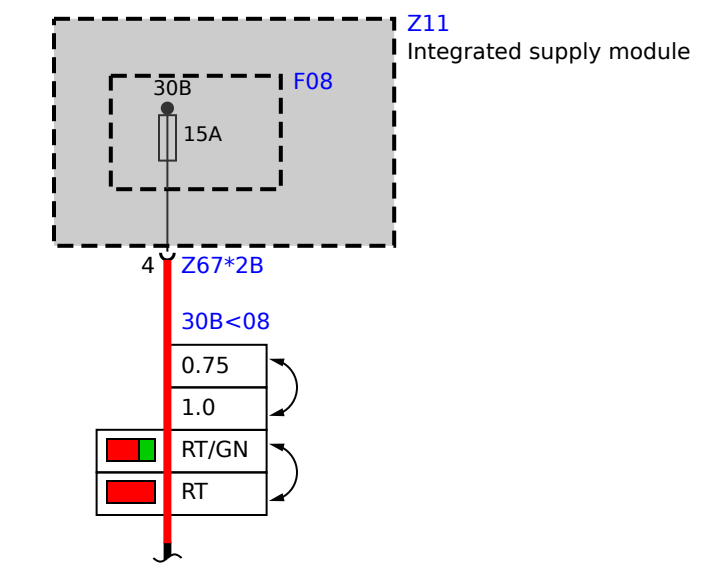 Z11
Integrated supply module
F08
30B
15A
4 Z67*2B
30B<08
0.75
1.0
RT/GN
RT